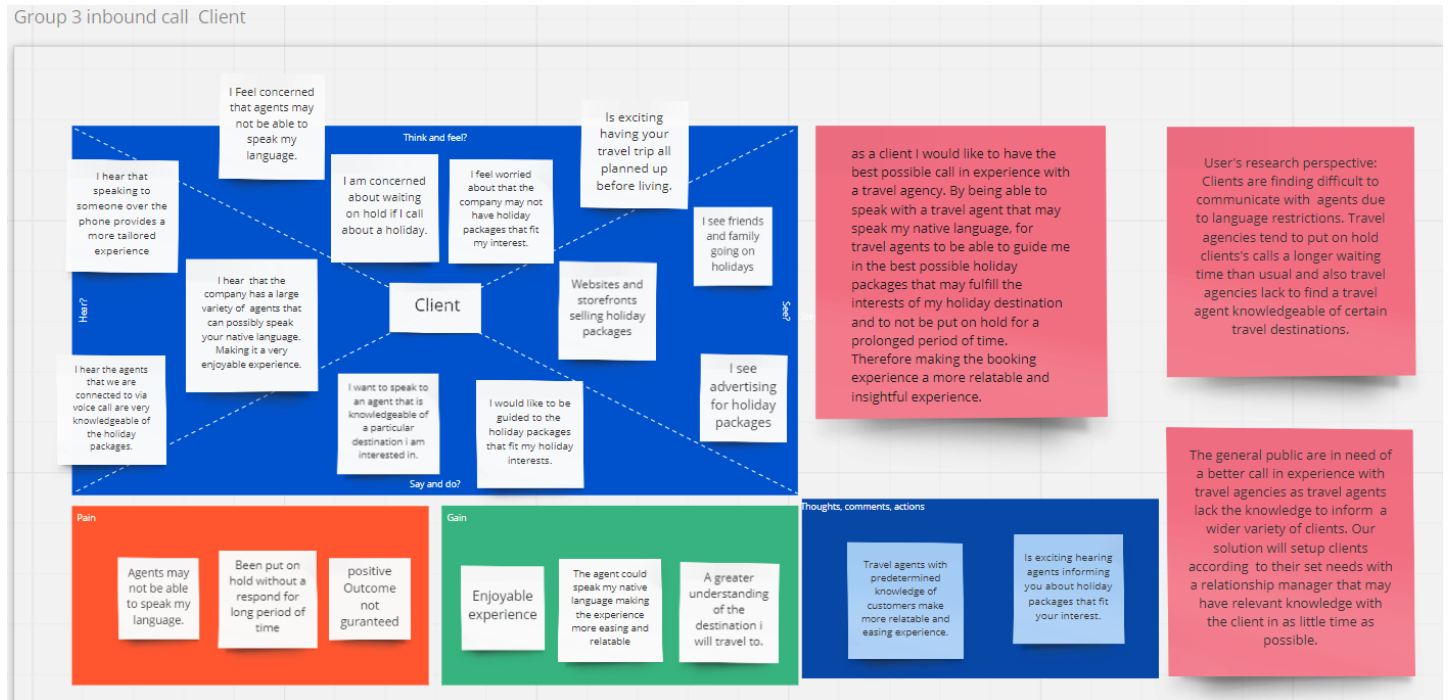 Group 3 inbound call Client
I Feel concerned
that agents may
not be able to
speak my
language.
Think and feel?
Is exciting
having your
travel trip all
planned up
before living.
I hear that
speaking to
someone over the
phone provides a
more tailored
experience
I am concerned
about waiting
on hold if I call
about a holiday.
I feel worried
about that the
company may not
have holiday
packages that fit
my interest.
I see friends
and family
going on
holidays
Hear?
I hear that the
company has a large
variety of agents that
can possibly speak
your native language.
Making it a very
enjoyable experience.
Client
Websites and
storefronts
selling holiday
packages
See?
I hear the agents
that we are
connected to via
voice call are very
knowledgeable of
the holiday
packages.
I want to speak to
an agent that is
knowledgeable of
a particular
destination i am
interested in.
I would like to be
guided to the
holiday packages
that fit my holiday
interests.
I see
advertising
for holiday
packages
Say and do?
as a client I would like to have the
best possible call in experience with
a travel agency. By being able to
speak with a travel agent that may
speak my native language, for
travel agents to be able to guide me
in the best possible holiday
packages that may fulfill the
interests of my holiday destination
and to not be put on hold for a
prolonged period of time.
Therefore making the booking
experience a more relatable and
insightful experience.
User's research perspective:
Clients are finding difficult to
communicate with agents due
to language restrictions. Travel
agencies tend to put on hold
clients's calls a longer waiting
time than usual and also travel
agencies lack to find a travel
agent knowledgeable of certain
travel destinations.
Pain
Agents may
not be able
to speak my
language.
Been put on
hold without a
respond for
long period of
time
positive
Outcome
not
guranteed
Gain
Enjoyable
experience
The agent could
speak my native
language making
the experience
more easing and
relatable
A greater
understanding
of the
destination i
will travel to.
Thoughts, comments, actions
Travel agents with
predetermined
knowledge of
customers make
more relatable and
easing experience.
Is exciting hearing
agents informing
you about holiday
packages that fit
your interest.
The general public are in need of
a better call in experience with
travel agencies as travel agents
lack the knowledge to inform a
wider variety of clients. Our
solution will setup clients
according to their set needs with
a relationship manager that may
have relevant knowledge with
the client in as little time as
possible.